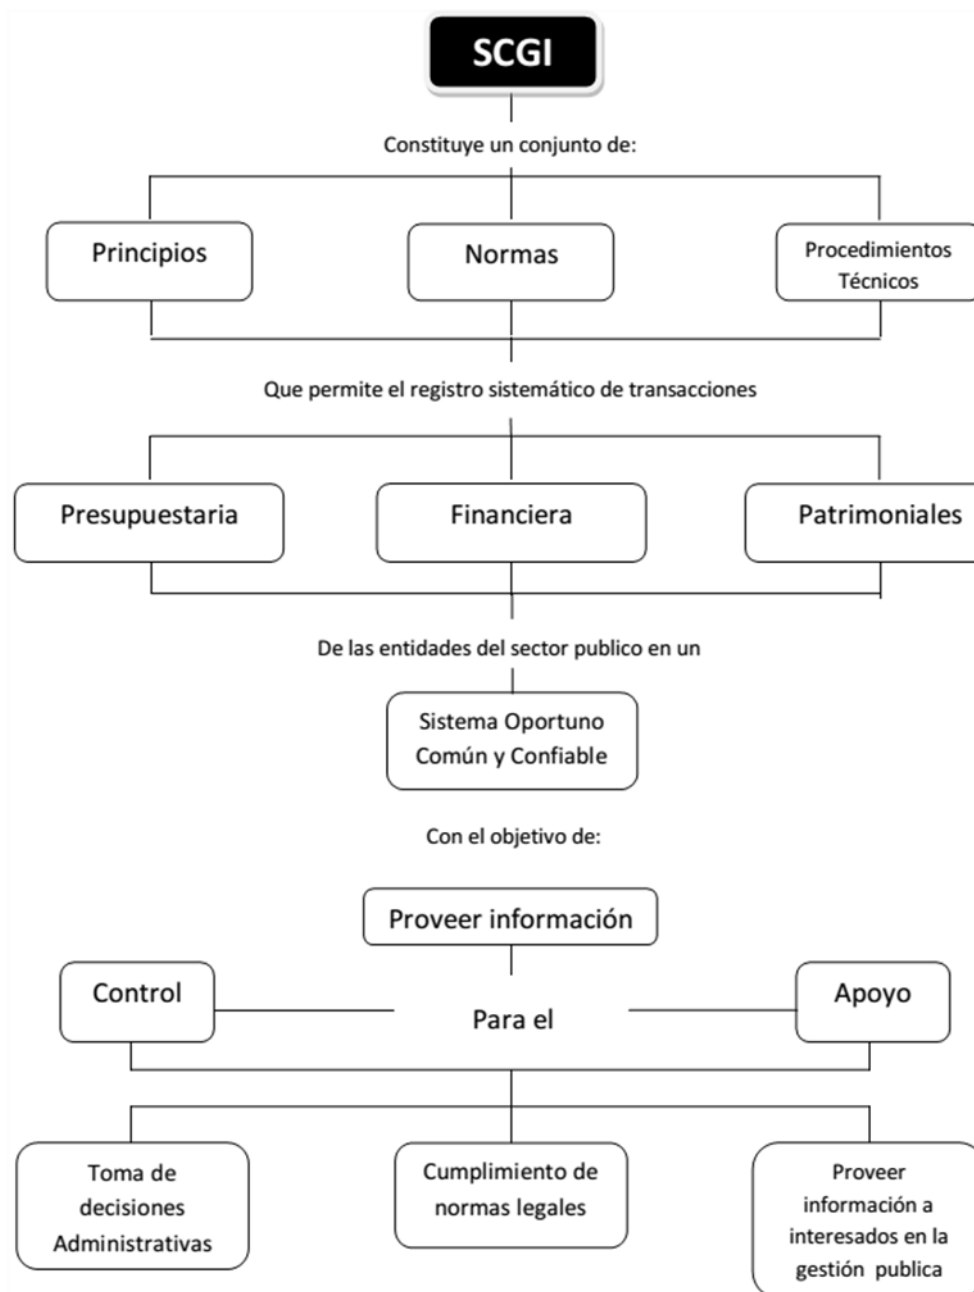 SCGI
Constituye un conjunto de:
Principios
Normas
Procedimientos
Técnicos
Que permite el registro sistemático de transacciones
Presupuestaria
Financiera
Patrimoniales
De las entidades del sector publico en un
Sistema Oportuno
Común y Confiable
Con el objetivo de:
Proveer información
Control
Para el
Apoyo
Toma de
decisiones
Administrativas
Cumplimiento de
normas legales
Proveer
información a
interesados en la
gestión publica